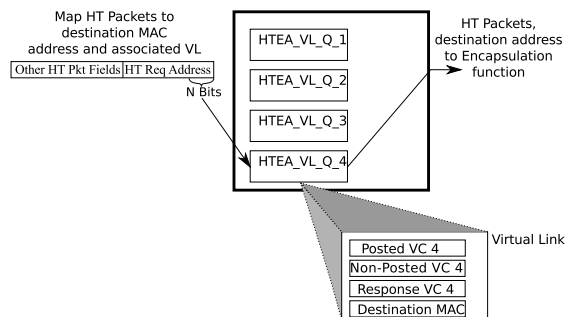 Map HT Packets to
destination MAC
address and associated VL
Other HT Pkt Fields HT Req Address
N Bits
HTEA_VL_Q_1
HTEA_VL_Q_2
HTEA_VL_Q_3
HTEA_VL_Q_4
HT Packets,
destination address
to Encapsulation
function
Virtual Link
Posted VC 4
Non-Posted VC 4
Response VC 4
Destination MAC